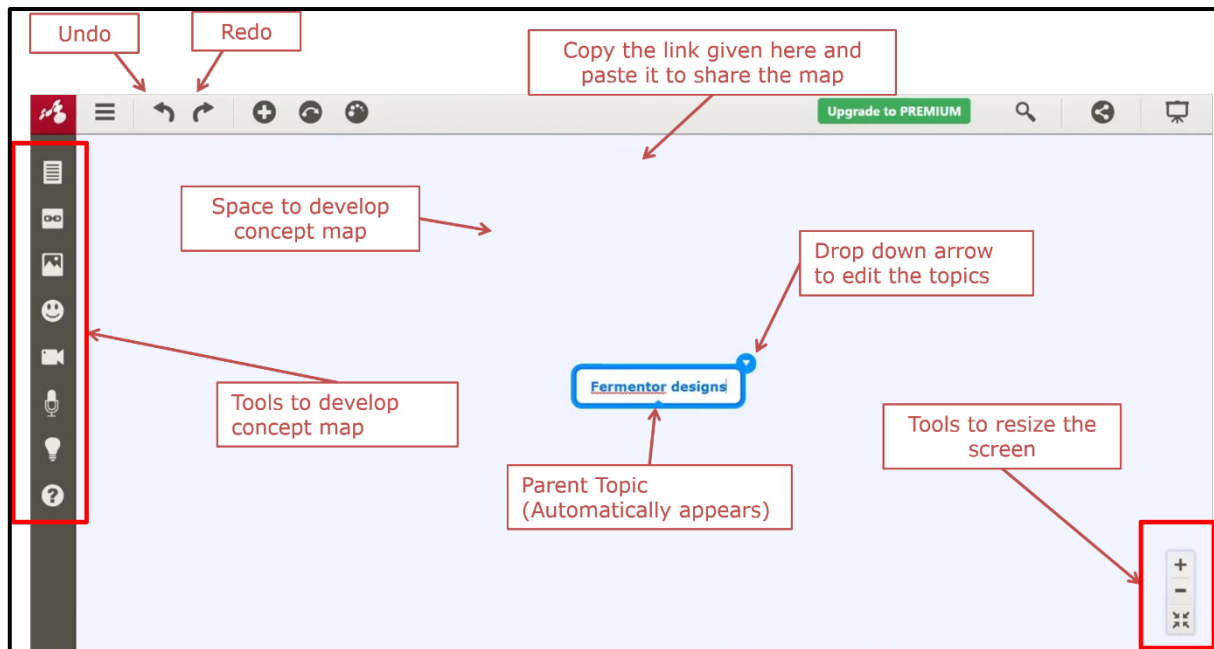 Undo
Redo
Copy the link given here and
paste it to share the map
Upgrade to PREMIUM
Space to develop
concept map
Drop down arrow
to edit the topics
Fermentor designs
Tools to develop
concept map
Tools to resize the
screen
Parent Topic
(Automatically appears)